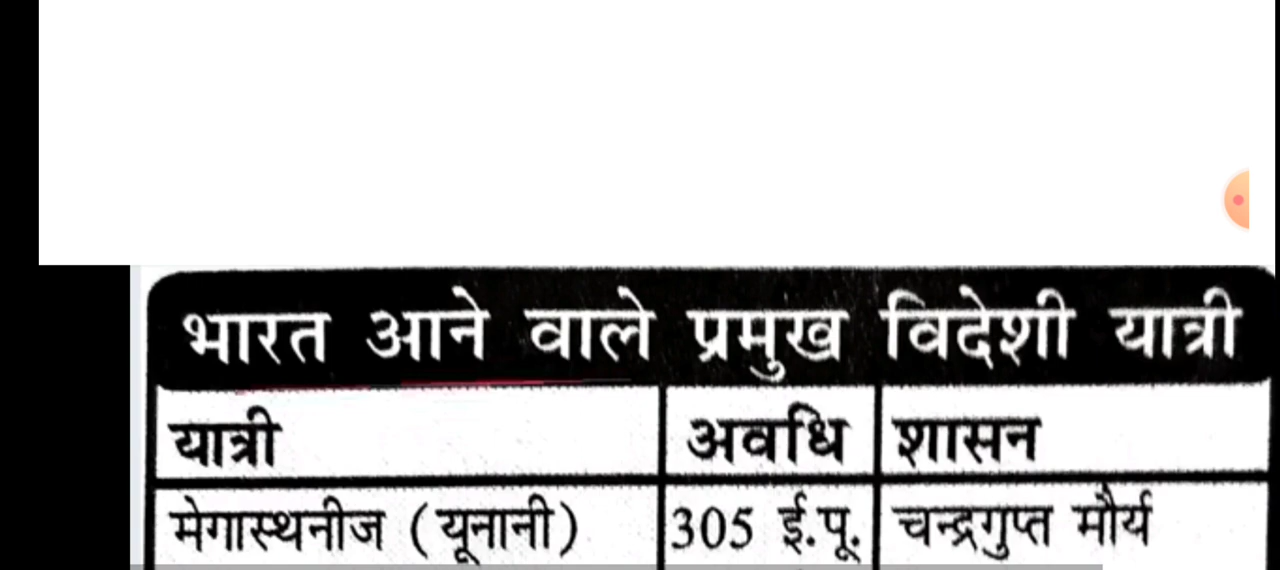 भारत आने वाले प्रमुख विदेशी यात्री
यात्री अवधि शासन
मेगास्थनीज (यूनानी) 305 ई.पू. चन्द्रगुप्त मौर्य